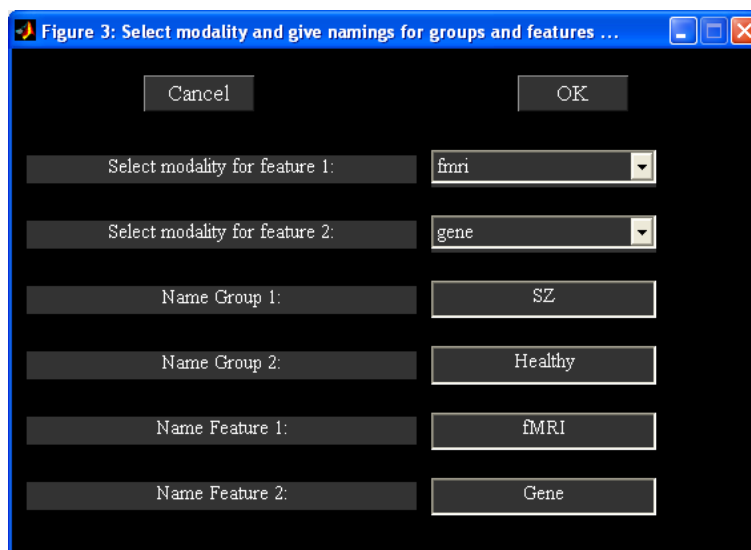 Figure 3: Select modality and give namings for groups and features ...
Cancel OK
Select modality for feature 1: fmri
Select modality for feature 2: gene
Name Group 1: SZ
Name Group 2: Healthy
Name Feature 1: fMRI
Name Feature 2: Gene